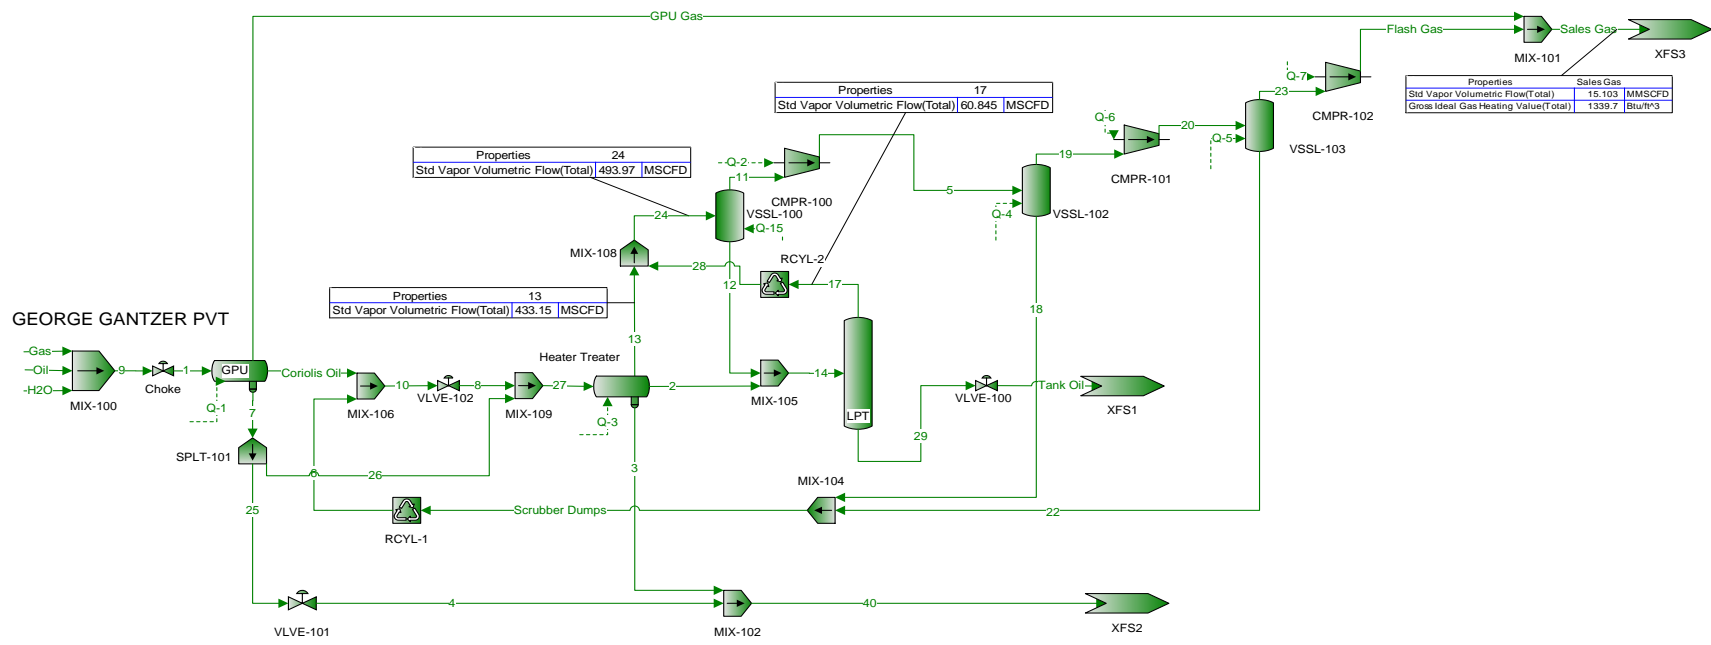 GPU Gas
Flash Gas
Sales Gas
MIX-101
XFS3
Q-7
Properties Sales Gas
Std Vapor Volumetric Flow(Total) 15.103 MMSCFD
Gross Ideal Gas Heating Value(Total) 1339.7 Btu/ft^3
23
CMPR-102
Properties 17
Std Vapor Volumetric Flow(Total) 60.845 MSCFD
Q-6
20
Q-5
VSSL-103
CMPR-101
19
Properties 24
Std Vapor Volumetric Flow(Total) 493.97 MSCFD
Q-2
11
CMPR-100
5
Q-4
VSSL-102
24
VSSL-100
Q-15
MIX-108
RCYL-2
28
12
17
18
Properties 13
Std Vapor Volumetric Flow(Total) 433.15 MSCFD
GEORGE GANTZER PVT
13
Heater Treater
Gas
Oil
H2O
9
1
GPU
Coriolis Oil
10
8
27
2
14
Tank Oil
Choke
MIX-100
Q-1
7
MIX-106
VLVE-102
MIX-109
Q-3
MIX-105
LPT
VLVE-100
XFS1
29
SPLT-101
6
26
3
MIX-104
25
Scrubber Dumps
22
RCYL-1
4
40
VLVE-101
MIX-102
XFS2